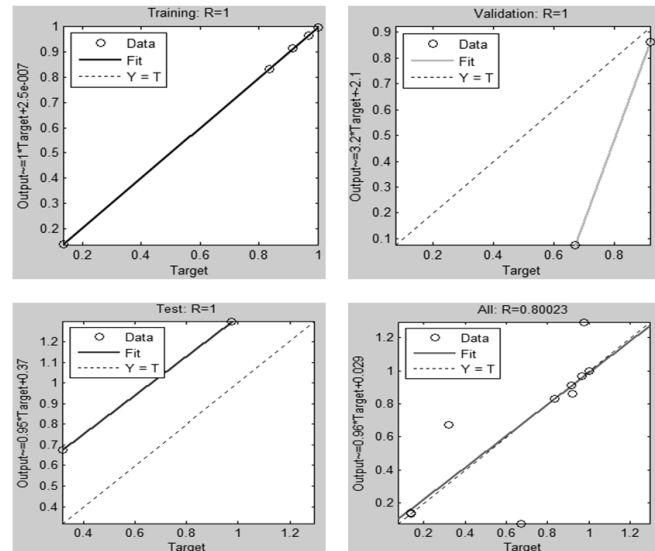 Training: R=1
Output~=1*Target+2.5e-007
Data
Fit
Y = T
1
0.9
0.8
0.7
0.6
0.5
0.4
0.3
0.2
0.2 0.4 0.6 0.8 1
Target
Validation: R=1
Output~=3.2*Target+-2.1
Data
Fit
Y = T
0.9
0.8
0.7
0.6
0.5
0.4
0.3
0.2
0.1
0.2 0.4 0.6 0.8
Target
Test: R=1
Output~=0.95*Target+0.37
Data
Fit
Y = T
1.2
1.1
1
0.9
0.8
0.7
0.6
0.5
0.4
0.4 0.6 0.8 1 1.2
Target
All: R=0.80023
Output~=0.96*Target+0.029
Data
Fit
Y = T
1.2
1
0.8
0.6
0.4
0.2
0.2 0.4 0.6 0.8 1 1.2
Target